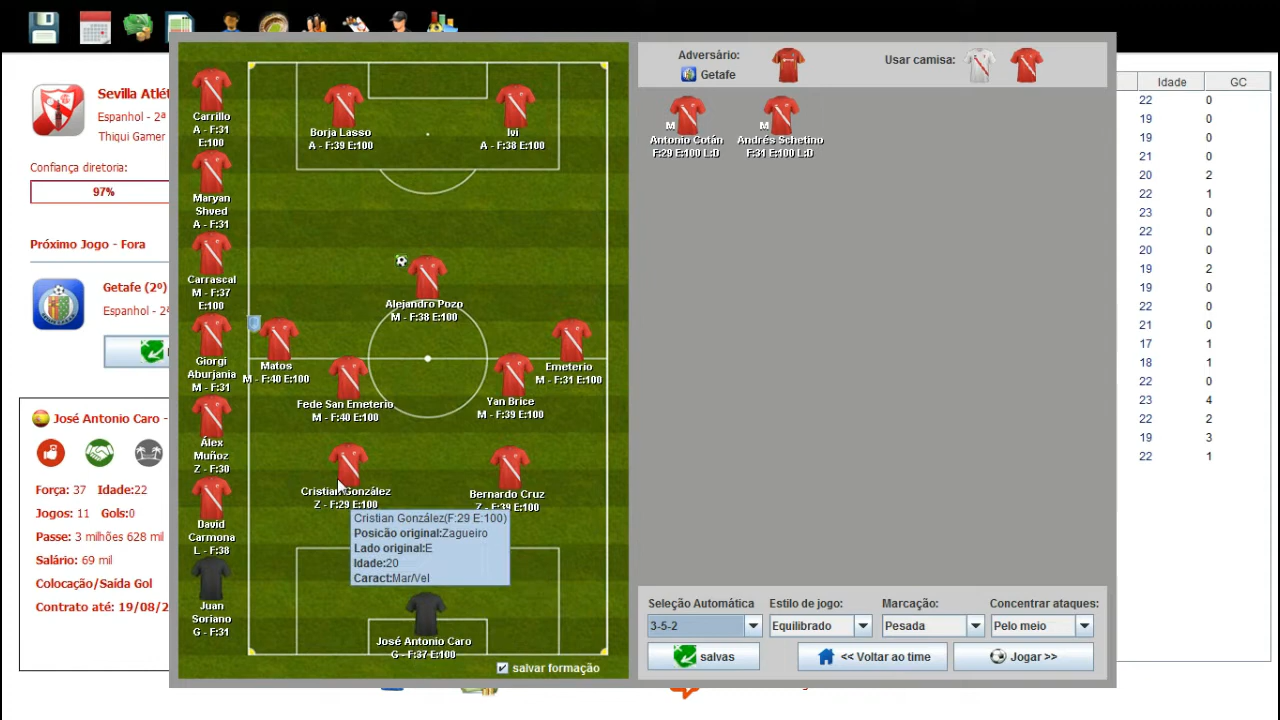 Sevilla Atlé
Espanhol - 2ª
Thiqui Gamer
Confiança diretoria:
97%
Próximo Jogo - Fora
Getafe (2º)
Espanhol - 2ª
José Antonio Caro -
Força: 37 Idade:22
Jogos: 11 Gols:0
Passe: 3 milhões 628 mil
Salário: 69 mil
Colocação/Saída Gol
Contrato até: 19/08/2
Carrillo
A - F:31
E:100
Maryan
Shved
A - F:31
Carrascal
M - F:37
E:100
Giorgi
Aburjania
M - F:31
Álex
Muñoz
Z - F:30
David
Carmona
L - F:38
Juan
Soriano
G - F:31
Borja Lasso
A - F:39 E:100
Ivi
A - F:38 E:100
Alejandro Pozo
M - F:38 E:100
Matos
M - F:40 E:100
Emeterio
M - F:31 E:100
Fede San Emeterio
M - F:40 E:100
Yan Brice
M - F:39 E:100
Cristian González
Z - F:29 E:100
Bernardo Cruz
Z - F:39 E:100
Cristian González(F:29 E:100)
Posicão original:Zagueiro
Lado original:E
Idade:20
Caract:Mar/Vel
José Antonio Caro
G - F:37 E:100
salvar formação
Adversário:
Getafe
Usar camisa:
M
Antonio Cotán
F:29 E:100 L:D
M
Andrés Schetino
F:31 E:100 L:D
Seleção Automática
Estilo de jogo:
Marcação:
Concentrar ataques:
3-5-2
Equilibrado
Pesada
Pelo meio
salvas
<< Voltar ao time
Jogar >>
Idade GC
22 0
19 0
19 0
21 0
20 2
22 1
23 0
22 0
20 0
19 2
19 0
22 0
21 0
17 1
18 1
22 0
23 4
22 2
19 3
22 1